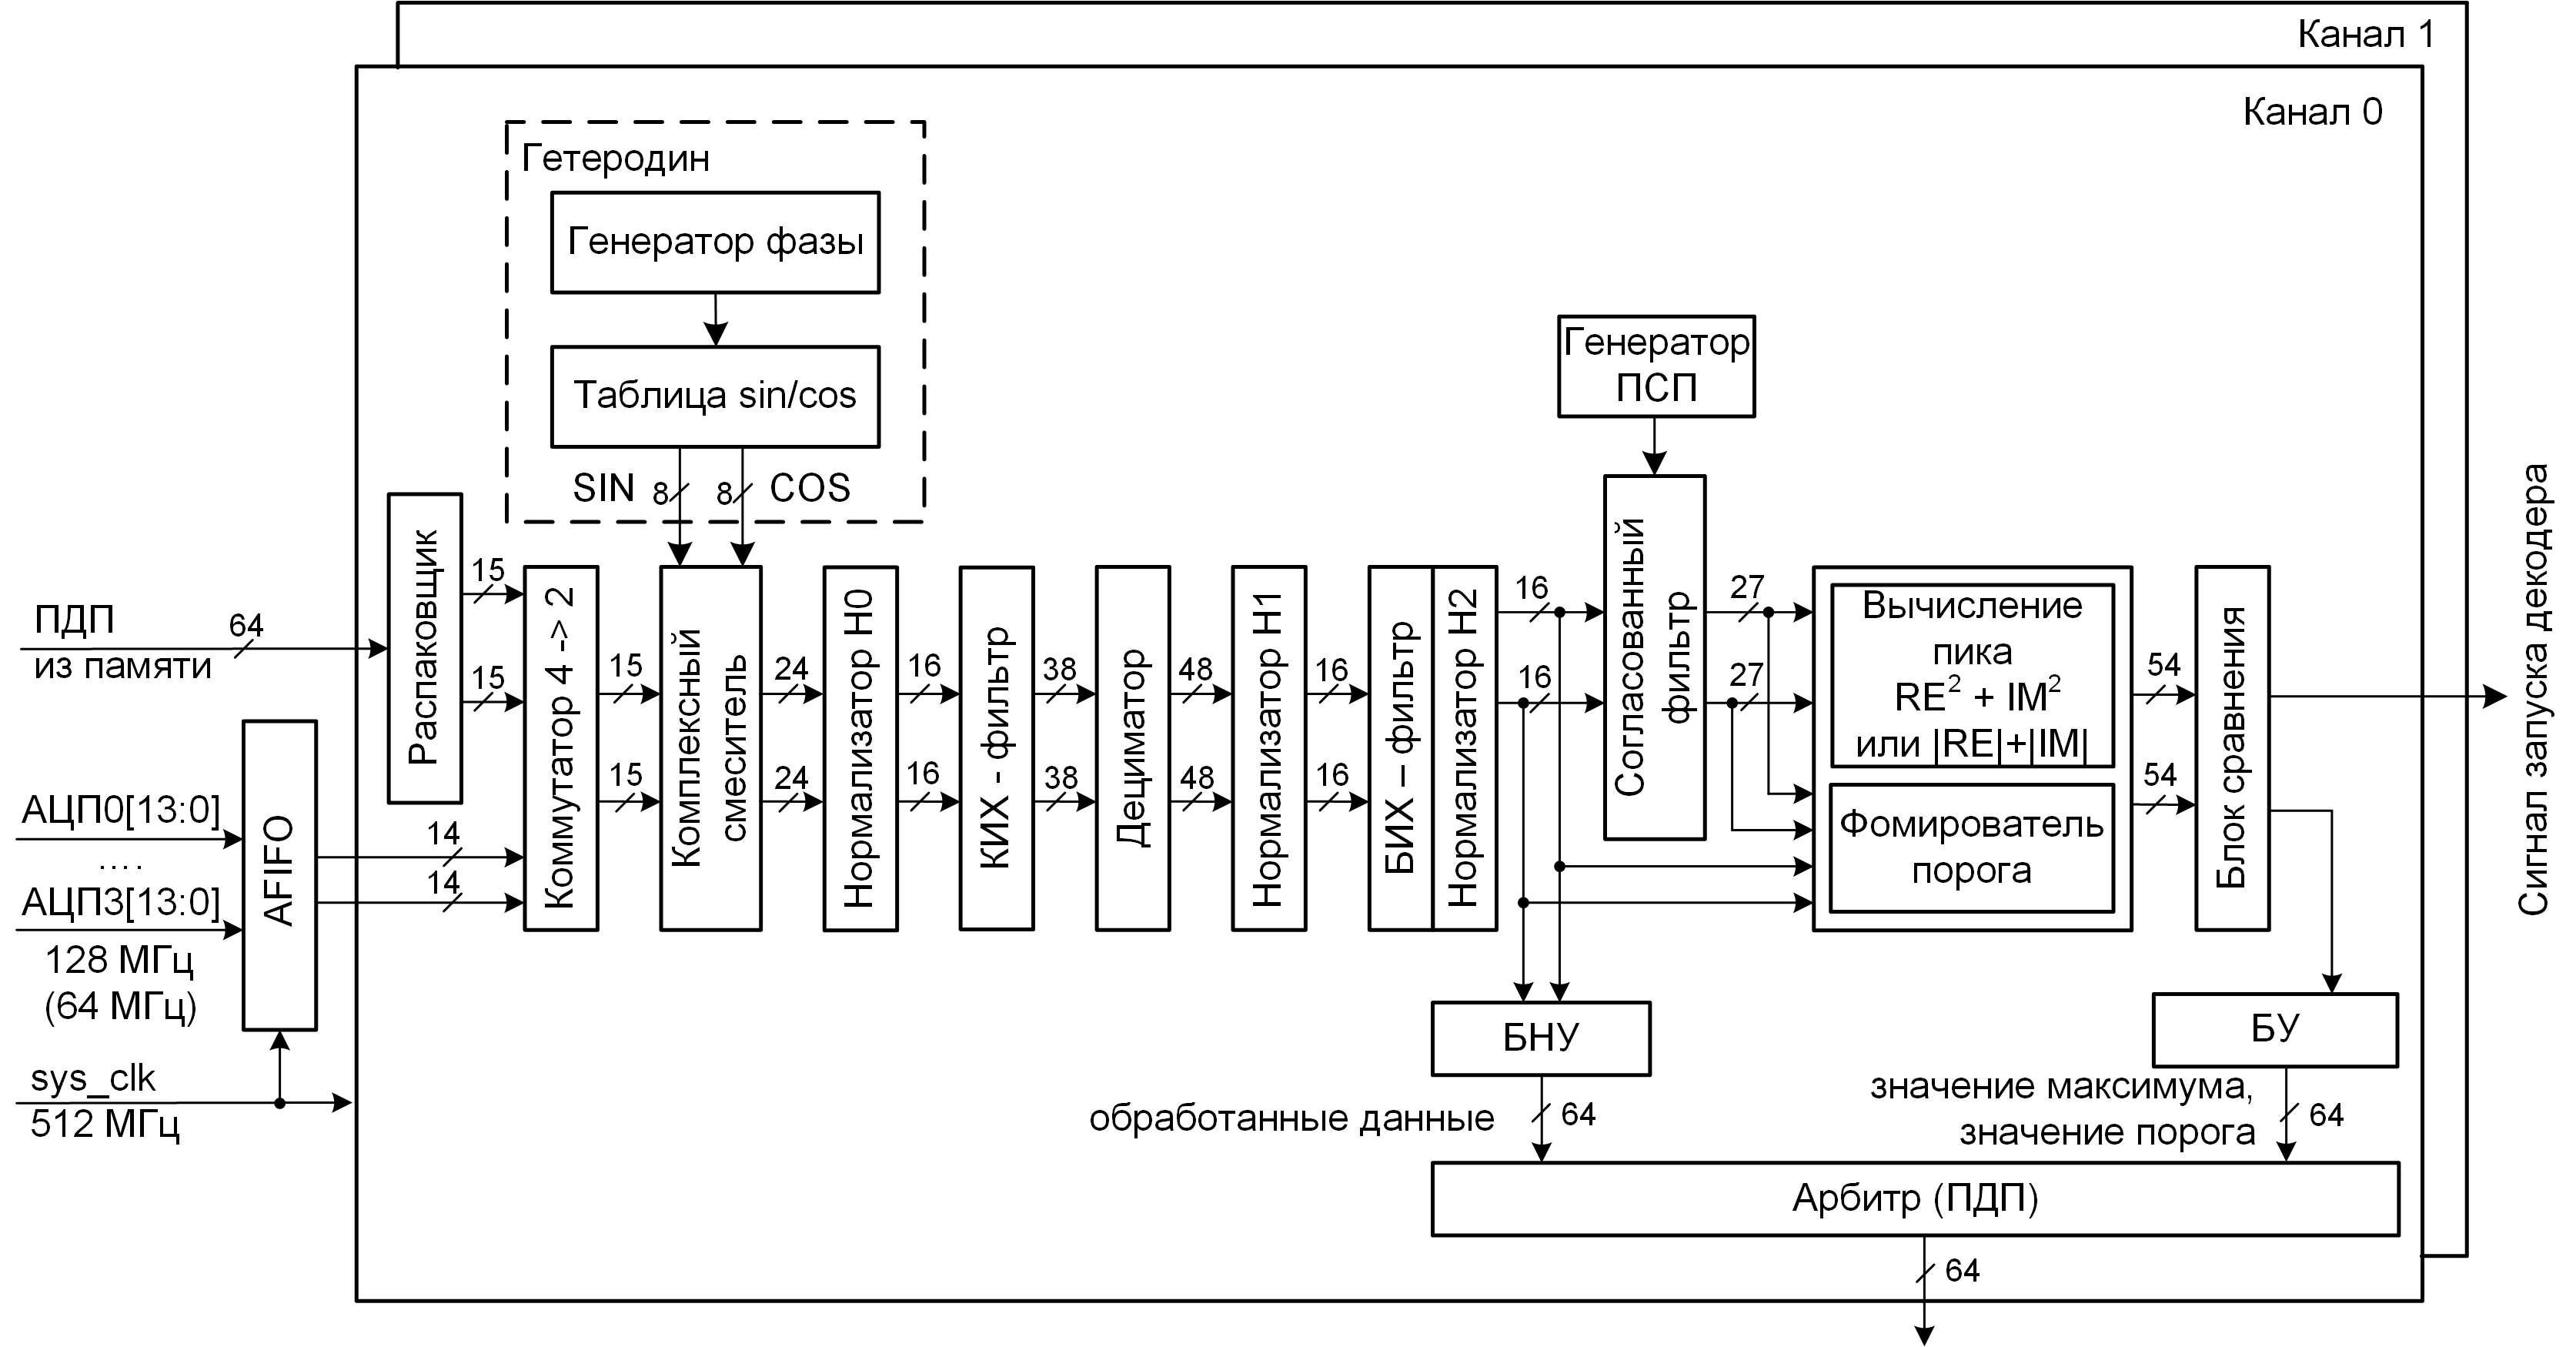 Канал 1
Канал 0
Гетеродин
Генератор фазы
Таблица sin/cos
SIN
8
8
COS
Генератор
ПСП
ПДП
из памяти
64
Распаковщик
15
15
АЦП0[13:0]
....
АЦП3[13:0]
128 МГц
(64 МГц)
AFIFO
14
14
sys_clk
512 МГц
Коммутатор 4 -> 2
15
15
Комплексный
смеситель
24
24
Нормализатор Н0
16
16
КИХ - фильтр
38
38
Дециматор
48
48
Нормализатор Н1
16
16
БИХ – фильтр
Нормализатор Н2
16
16
Согласованный
фильтр
27
27
Вычисление
пика
RE2 + IM2
или |RE|+|IM|
Фомирователь
порога
54
54
Блок сравнения
Сигнал запуска декодера
БНУ
БУ
обработанные данные
64
значение максимума,
значение порога
64
Арбитр (ПДП)
64